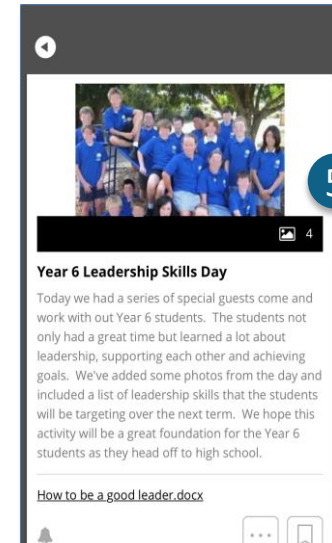 5
4
Year 6 Leadership Skills Day
Today we had a series of special guests come and
work with out Year 6 students. The students not
only had a great time but learned a lot about
leadership, supporting each other and achieving
goals. We've added some photos from the day and
included a list of leadership skills that the students
will be targeting over the next term. We hope this
activity will be a great foundation for the Year 6
students as they head off to high school.
How to be a good leader.docx